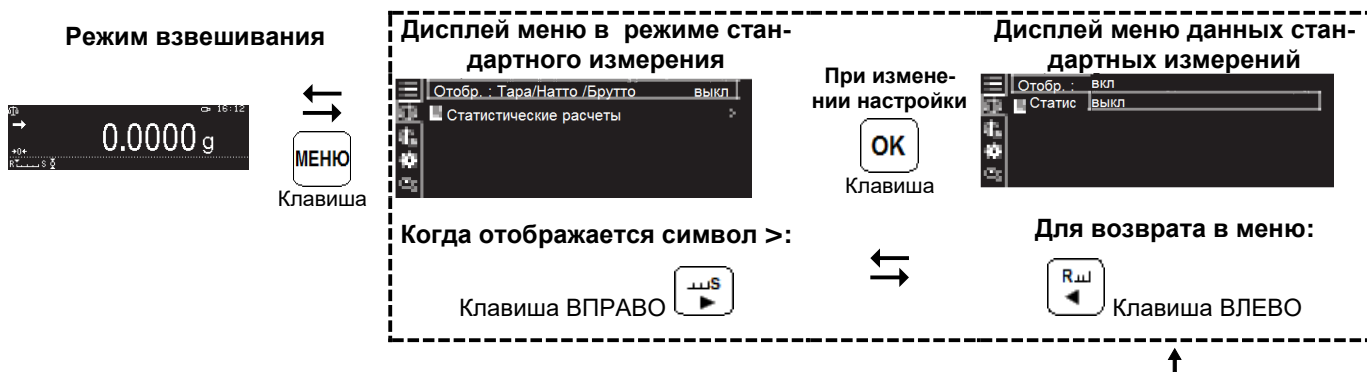 Режим взвешивания
16:12
0.0000 g
+0+
R S
МЕНЮ
Клавиша
Дисплей меню в режиме стан-
дартного измерения
Отобр. : Тара/Натто /Брутто выкл
Статистические расчеты >
При измене-
нии настройки
OK
Клавиша
Дисплей меню данных стан-
дартных измерений
Отобр. : вкл
Статис выкл
Когда отображается символ >:
Клавиша ВПРАВО S
Для возврата в меню:
R
Клавиша ВЛЕВО